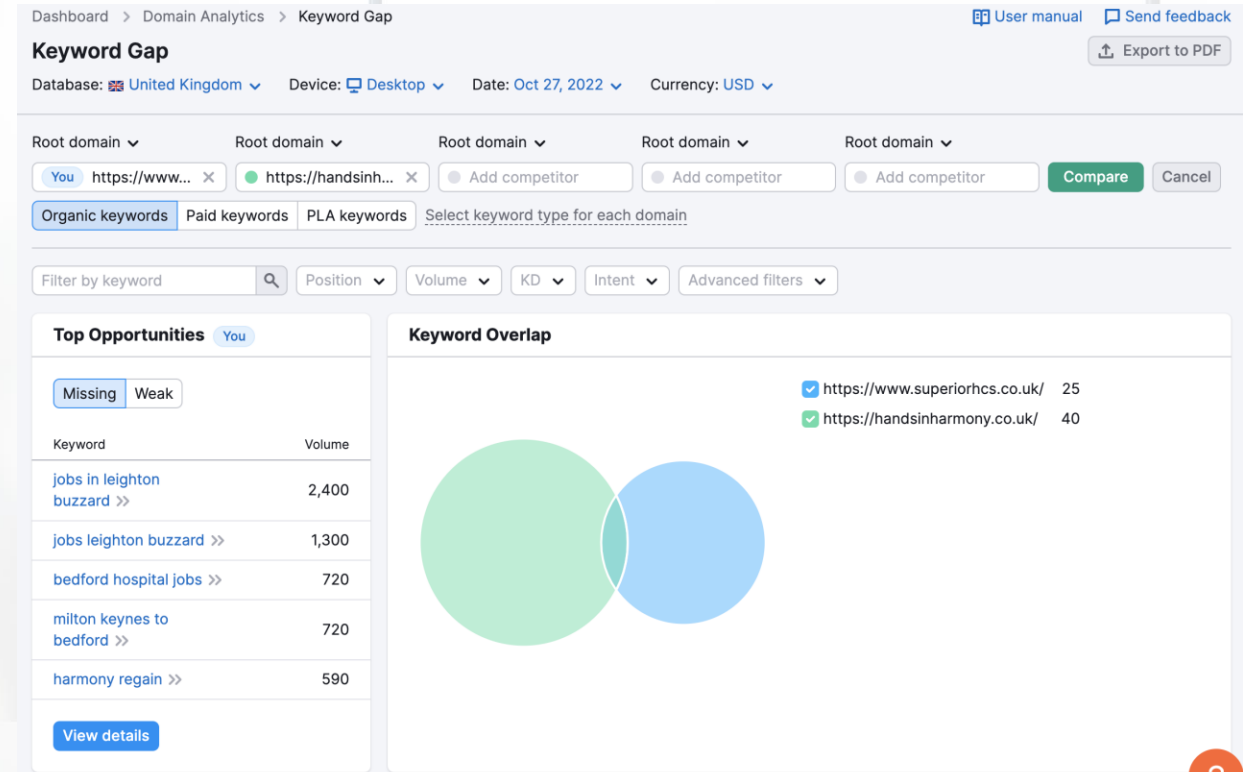 Dashboard > Domain Analytics > Keyword Gap
User manual
Send feedback
Keyword Gap
Export to PDF
Database: United Kingdom
Device: Desktop
Date: Oct 27, 2022
Currency: USD
Root domain
Root domain
Root domain
Root domain
Root domain
You https://www...
https://handsinh...
Add competitor
Add competitor
Add competitor
Compare
Cancel
Organic keywords
Paid keywords
PLA keywords
Select keyword type for each domain
Filter by keyword
Position
Volume
KD
Intent
Advanced filters
Top Opportunities You
Missing
Weak
Keyword Volume
jobs in leighton
buzzard >> 2,400
jobs leighton buzzard >> 1,300
bedford hospital jobs >> 720
milton keynes to
bedford >> 720
harmony regain >> 590
View details
Keyword Overlap
https://www.superiorhcs.co.uk/ 25
https://handsinharmony.co.uk/ 40